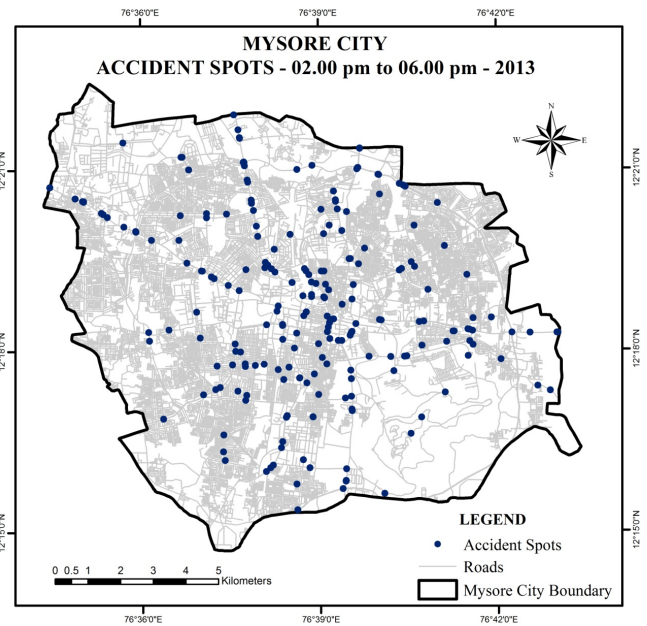 76°36'0"E 76°39'0"E 76°42'0"E
MYSORE CITY
ACCIDENT SPOTS - 02.00 pm to 06.00 pm - 2013
N
W E
S
12°21'0"N 12°21'0"N
12°18'0"N 12°18'0"N
12°15'0"N 12°15'0"N
LEGEND
Accident Spots
Roads
Mysore City Boundary
0 0.5 1 2 3 4 5
Kilometers
76°36'0"E 76°39'0"E 76°42'0"E